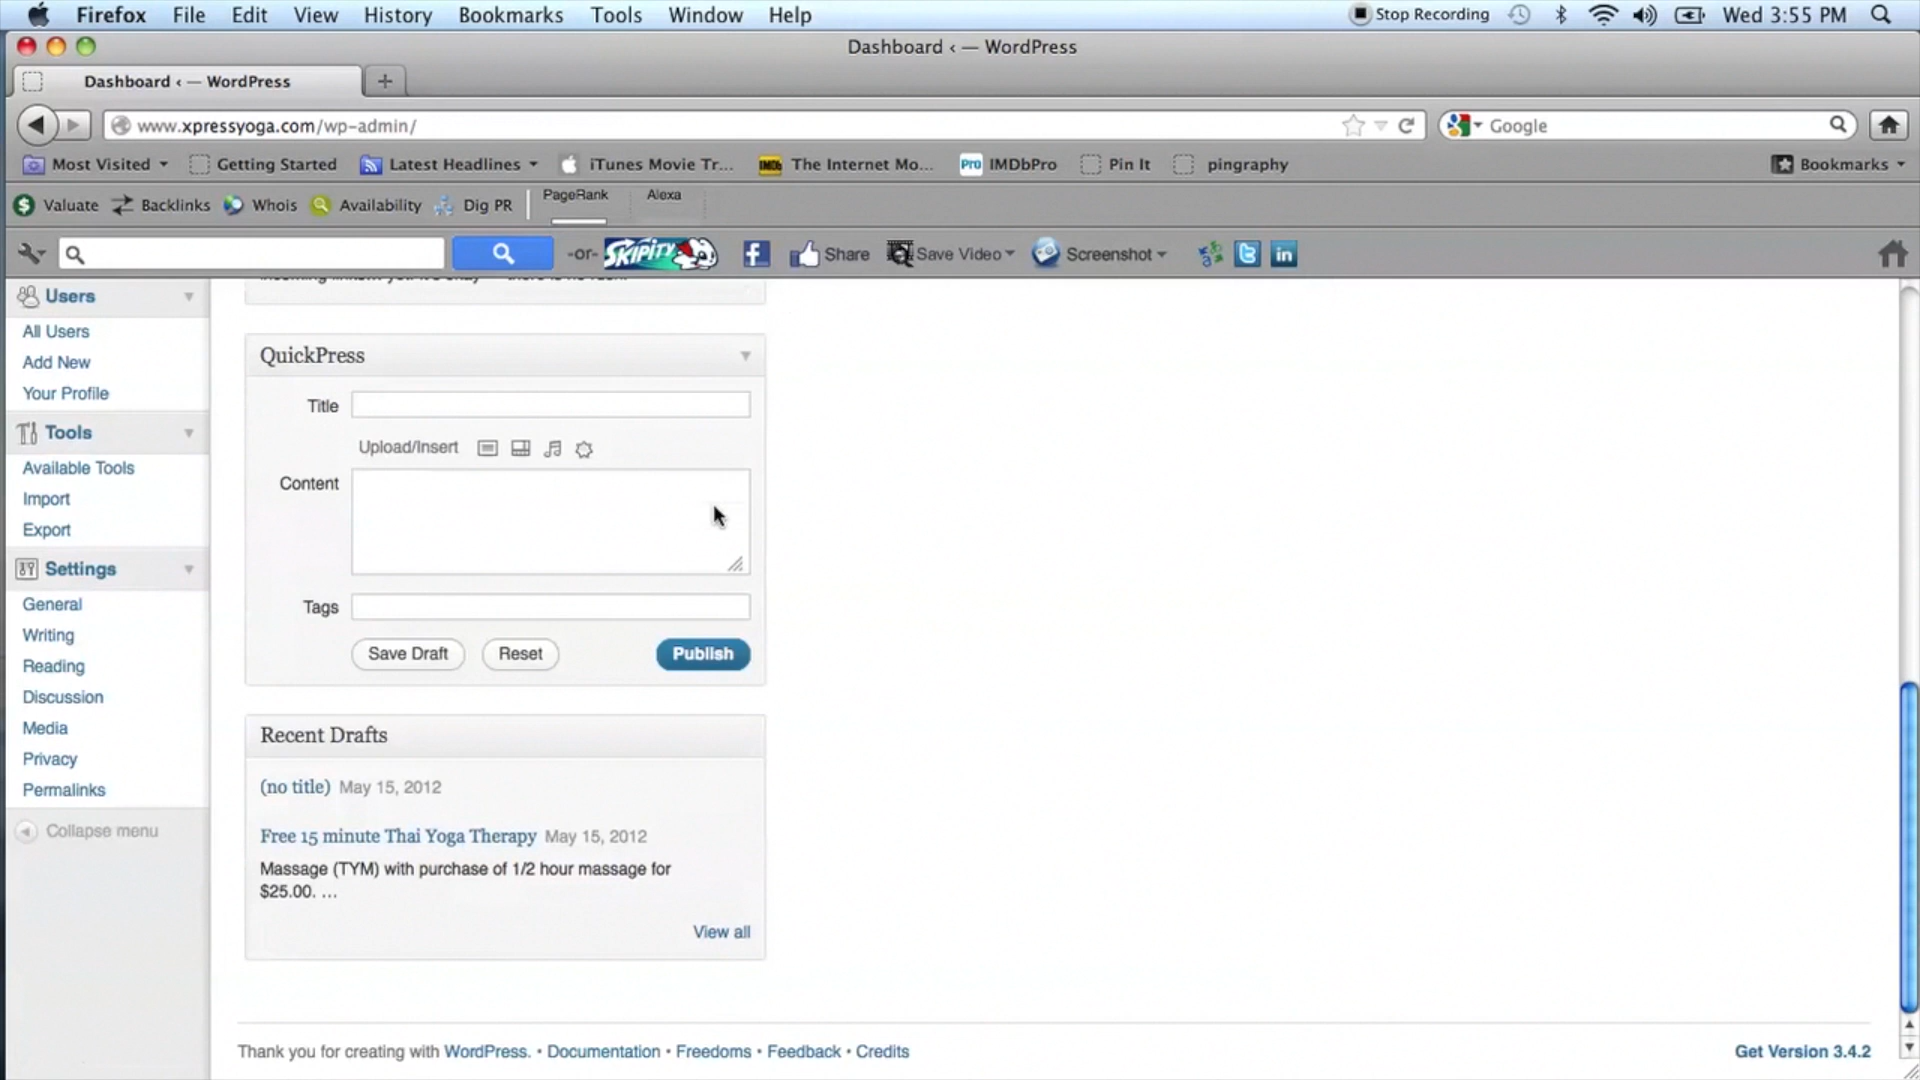 Firefox File Edit View History Bookmarks Tools Window Help Stop Recording Wed 3:55 PM
Dashboard ‹ — WordPress
Dashboard ‹ — WordPress
www.xpressyoga.com/wp-admin/ Google
Most Visited Getting Started Latest Headlines iTunes Movie Tr... IMDb The Internet Mo... Pro IMDbPro Pin It pingraphy Bookmarks
Valuate Backlinks Whois Availability Dig PR PageRank Alexa
-or- SKIPITY Share Save Video Screenshot
Users
All Users
Add New
Your Profile
Tools
Available Tools
Import
Export
Settings
General
Writing
Reading
Discussion
Media
Privacy
Permalinks
Collapse menu
QuickPress
Title
Upload/Insert
Content
Tags
Save Draft Reset Publish
Recent Drafts
(no title) May 15, 2012
Free 15 minute Thai Yoga Therapy May 15, 2012
Massage (TYM) with purchase of 1/2 hour massage for
$25.00. …
View all
Thank you for creating with WordPress. • Documentation • Freedoms • Feedback • Credits
Get Version 3.4.2